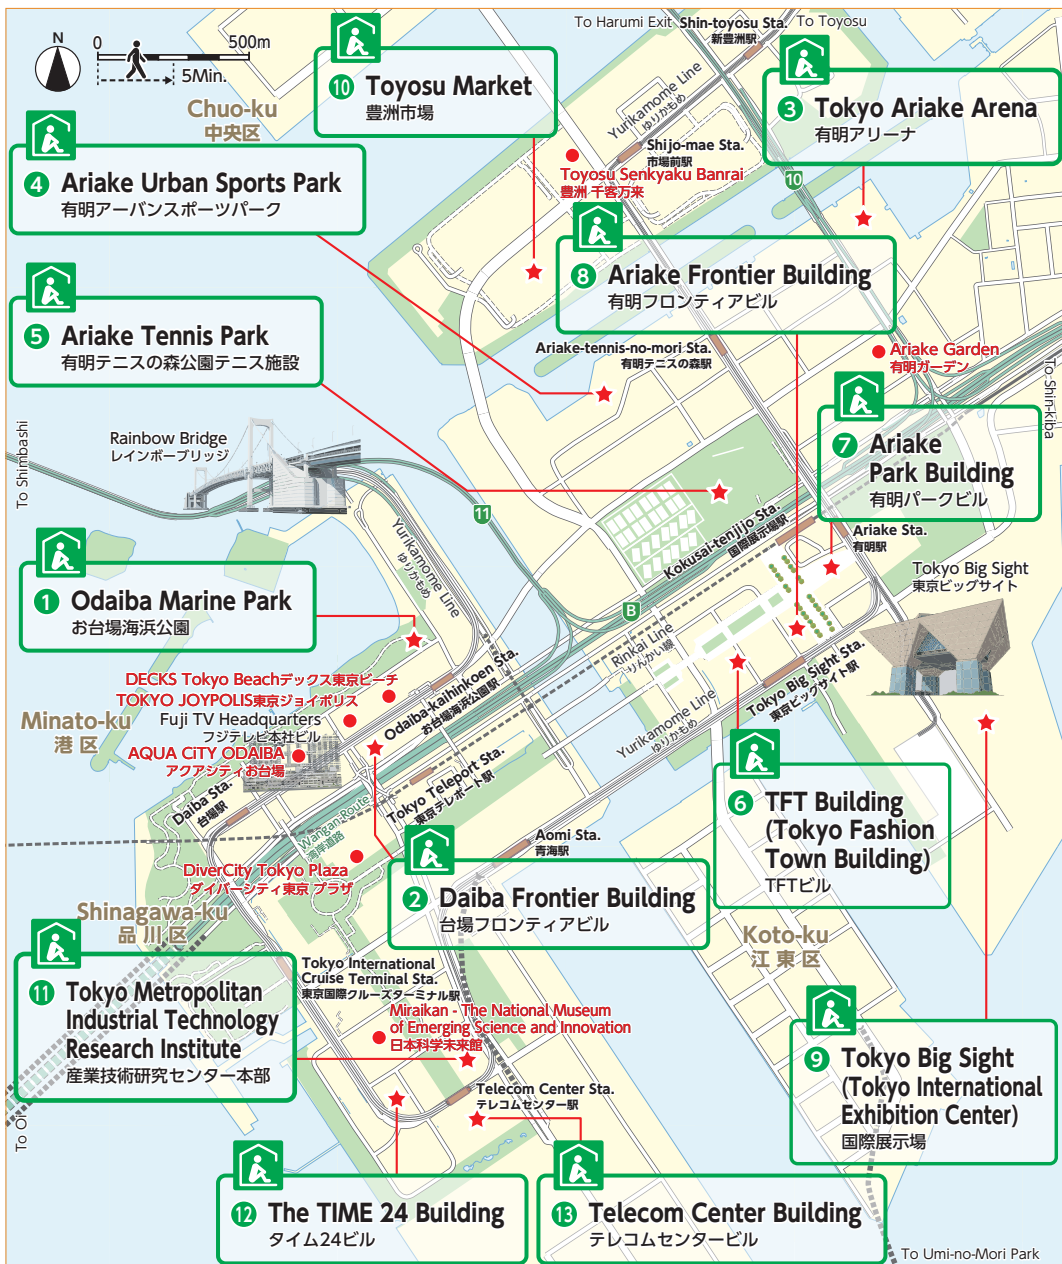 N
0
500m
5Min.
To Harumi Exit
Shin-toyosu Sta.
新豊洲駅
To Toyosu
Chuo-ku
中央区
10 Toyosu Market
豊洲市場
Yurikamome Line
ゆりかもめ
3 Tokyo Ariake Arena
有明アリーナ
4 Ariake Urban Sports Park
有明アーバンスポーツパーク
Shijo-mae Sta.
市場前駅
Toyosu Senkyaku Banrai
豊洲 千客万来
10
8 Ariake Frontier Building
有明フロンティアビル
5 Ariake Tennis Park
有明テニスの森公園テニス施設
Ariake-tennis-no-mori Sta.
有明テニスの森駅
Ariake Garden
有明ガーデン
To Shin-kiba
To Shimbashi
Rainbow Bridge
レインボーブリッジ
7 Ariake
Park Building
有明パークビル
11
Yurikamome Line
ゆりかもめ
Kokusai-tenjijo Sta.
国際展示場駅
Ariake Sta.
有明駅
Tokyo Big Sight
東京ビッグサイト
1 Odaiba Marine Park
お台場海浜公園
B
Rinkai Line
りんかい線
DECKS Tokyo Beachデックス東京ビーチ
TOKYO JOYPOLIS東京ジョイポリス
Fuji TV Headquarters
フジテレビ本社ビル
AQUA CiTY ODAIBA
アクアシティお台場
Minato-ku
港区
Odaiba-kaihinkoen Sta.
お台場海浜公園駅
Tokyo Big Sight Sta.
東京ビッグサイト駅
Yurikamome Line
ゆりかもめ
Daiba Sta.
台場駅
Tokyo Teleport Sta.
東京テレポート駅
Wangan-Route
湾岸道路
6 TFT Building
(Tokyo Fashion
Town Building)
TFTビル
Aomi Sta.
青海駅
DiverCity Tokyo Plaza
ダイバーシティ東京 プラザ
2 Daiba Frontier Building
台場フロンティアビル
Shinagawa-ku
品川区
Koto-ku
江東区
11 Tokyo Metropolitan
Industrial Technology
Research Institute
産業技術研究センター本部
Tokyo International
Cruise Terminal Sta.
東京国際クルーズターミナル駅
Miraikan - The National Museum
of Emerging Science and Innovation
日本科学未来館
9 Tokyo Big Sight
(Tokyo International
Exhibition Center)
国際展示場
Telecom Center Sta.
テレコムセンター駅
To Oi
12 The TIME 24 Building
タイム24ビル
13 Telecom Center Building
テレコムセンタービル
To Umi-no-Mori Park